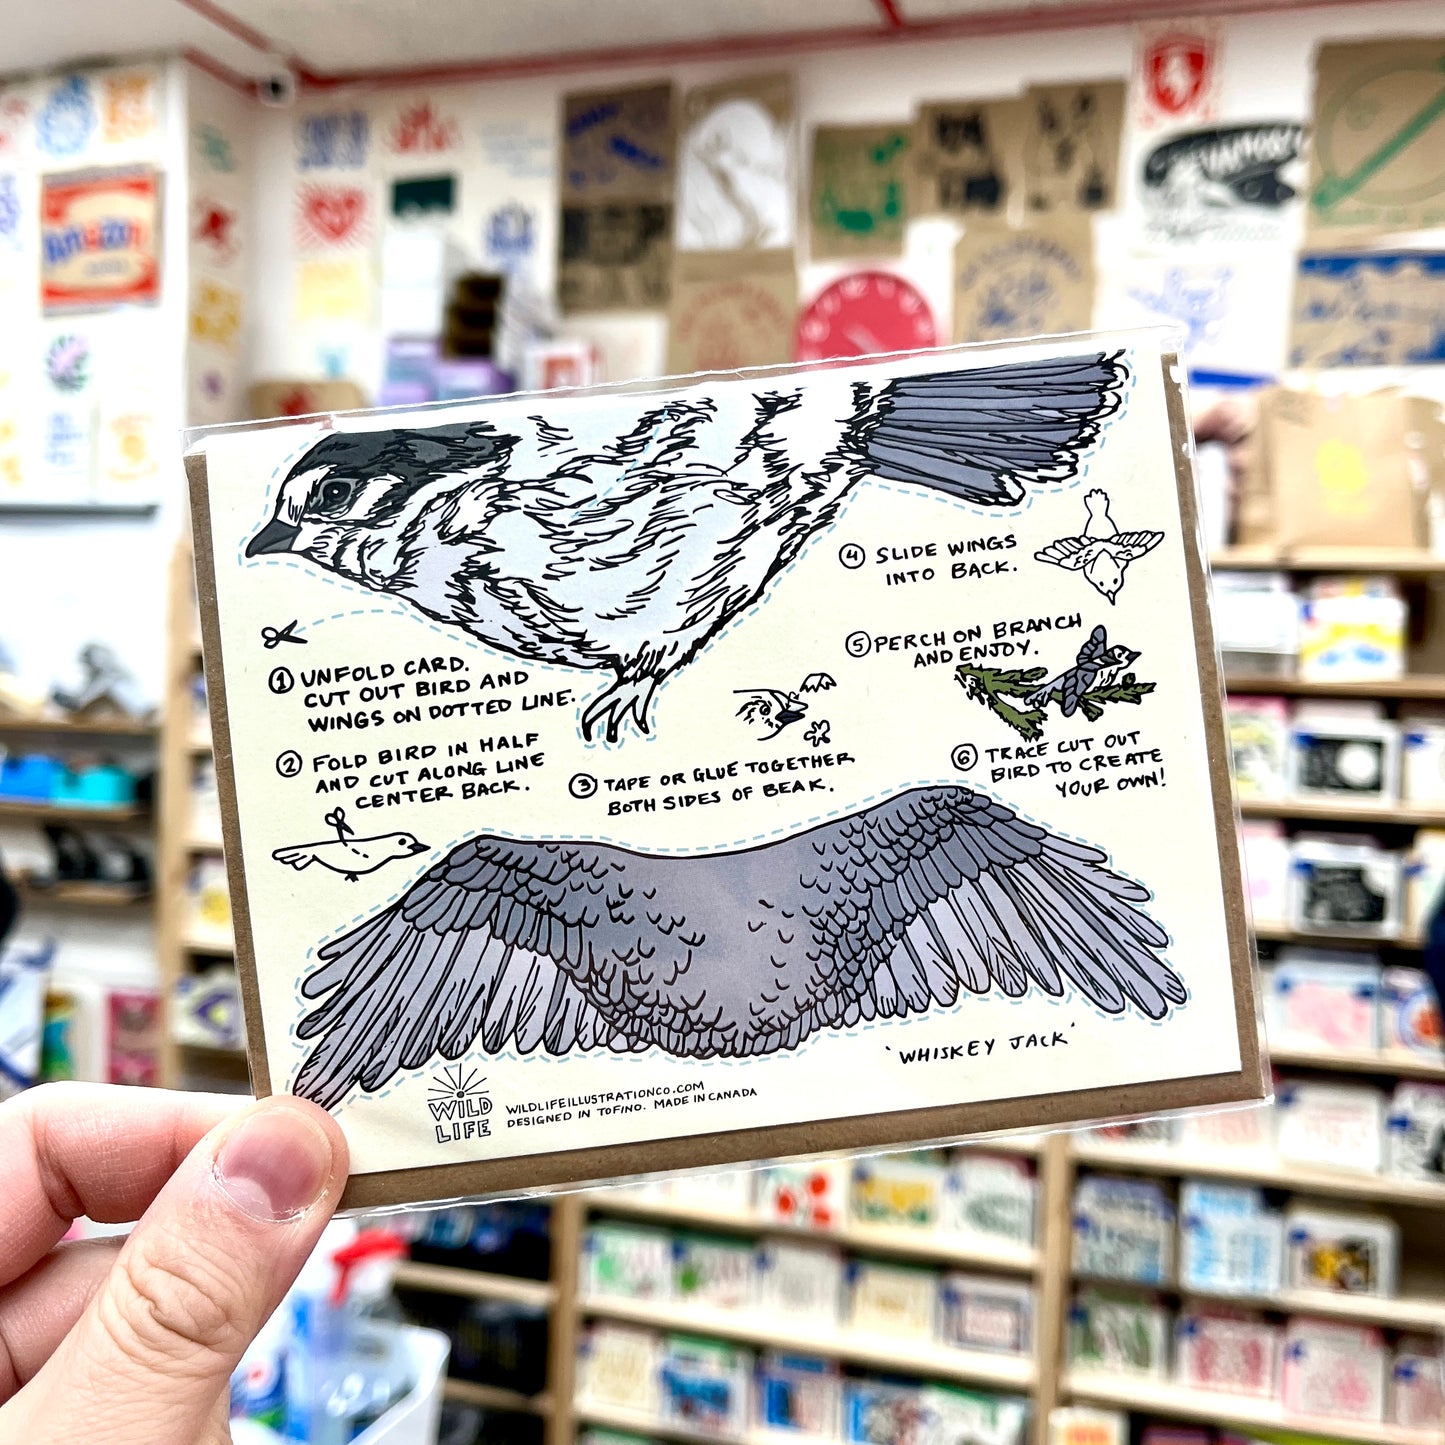 ① UNFOLD CARD.
CUT OUT BIRD AND
WINGS ON DOTTED LINE.
② FOLD BIRD IN HALF
AND CUT ALONG LINE
CENTER BACK.
③ TAPE OR GLUE TOGETHER
BOTH SIDES OF BEAK.
④ SLIDE WINGS
INTO BACK.
⑤ PERCH ON BRANCH
AND ENJOY.
⑥ TRACE CUT OUT
BIRD TO CREATE
YOUR OWN!
'WHISKEY JACK'
WILD
LIFE
WILDLIFEILLUSTRATIONCO.COM
DESIGNED IN TOFINO. MADE IN CANADA